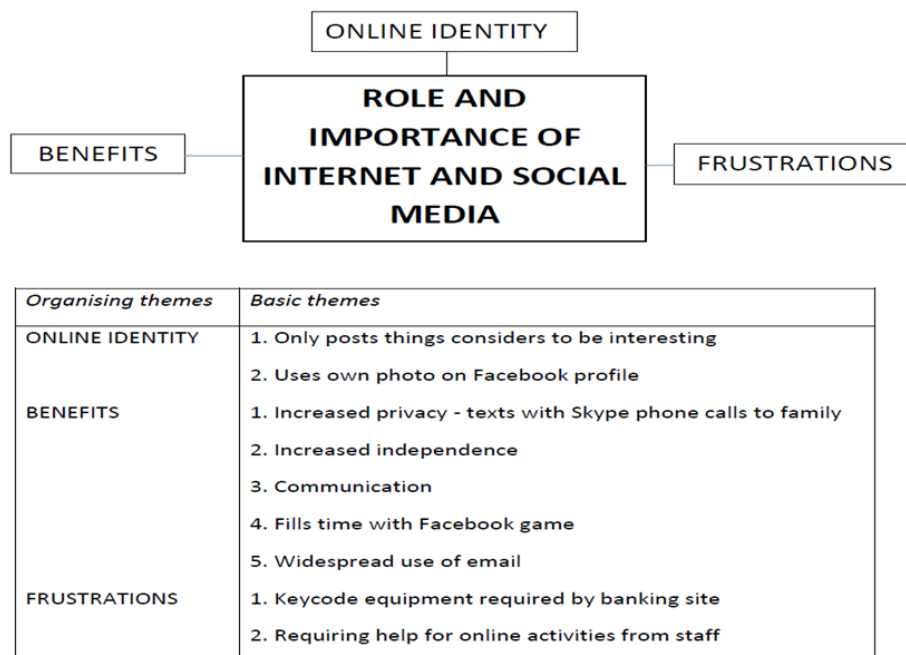 ONLINE IDENTITY
ROLE AND
IMPORTANCE OF
INTERNET AND SOCIAL
MEDIA
BENEFITS
FRUSTRATIONS
Organising themes Basic themes
ONLINE IDENTITY 1. Only posts things considers to be interesting
2. Uses own photo on Facebook profile
BENEFITS 1. Increased privacy - texts with Skype phone calls to family
2. Increased independence
3. Communication
4. Fills time with Facebook game
5. Widespread use of email
FRUSTRATIONS 1. Keycode equipment required by banking site
2. Requiring help for online activities from staff